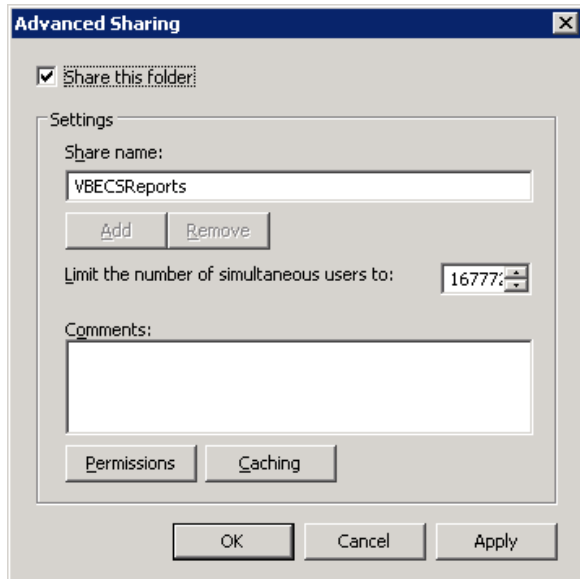 Advanced Sharing
Share this folder
Settings
Share name:
VBECSReports
Add Remove
Limit the number of simultaneous users to: 167772
Comments:
Permissions Caching
OK Cancel Apply